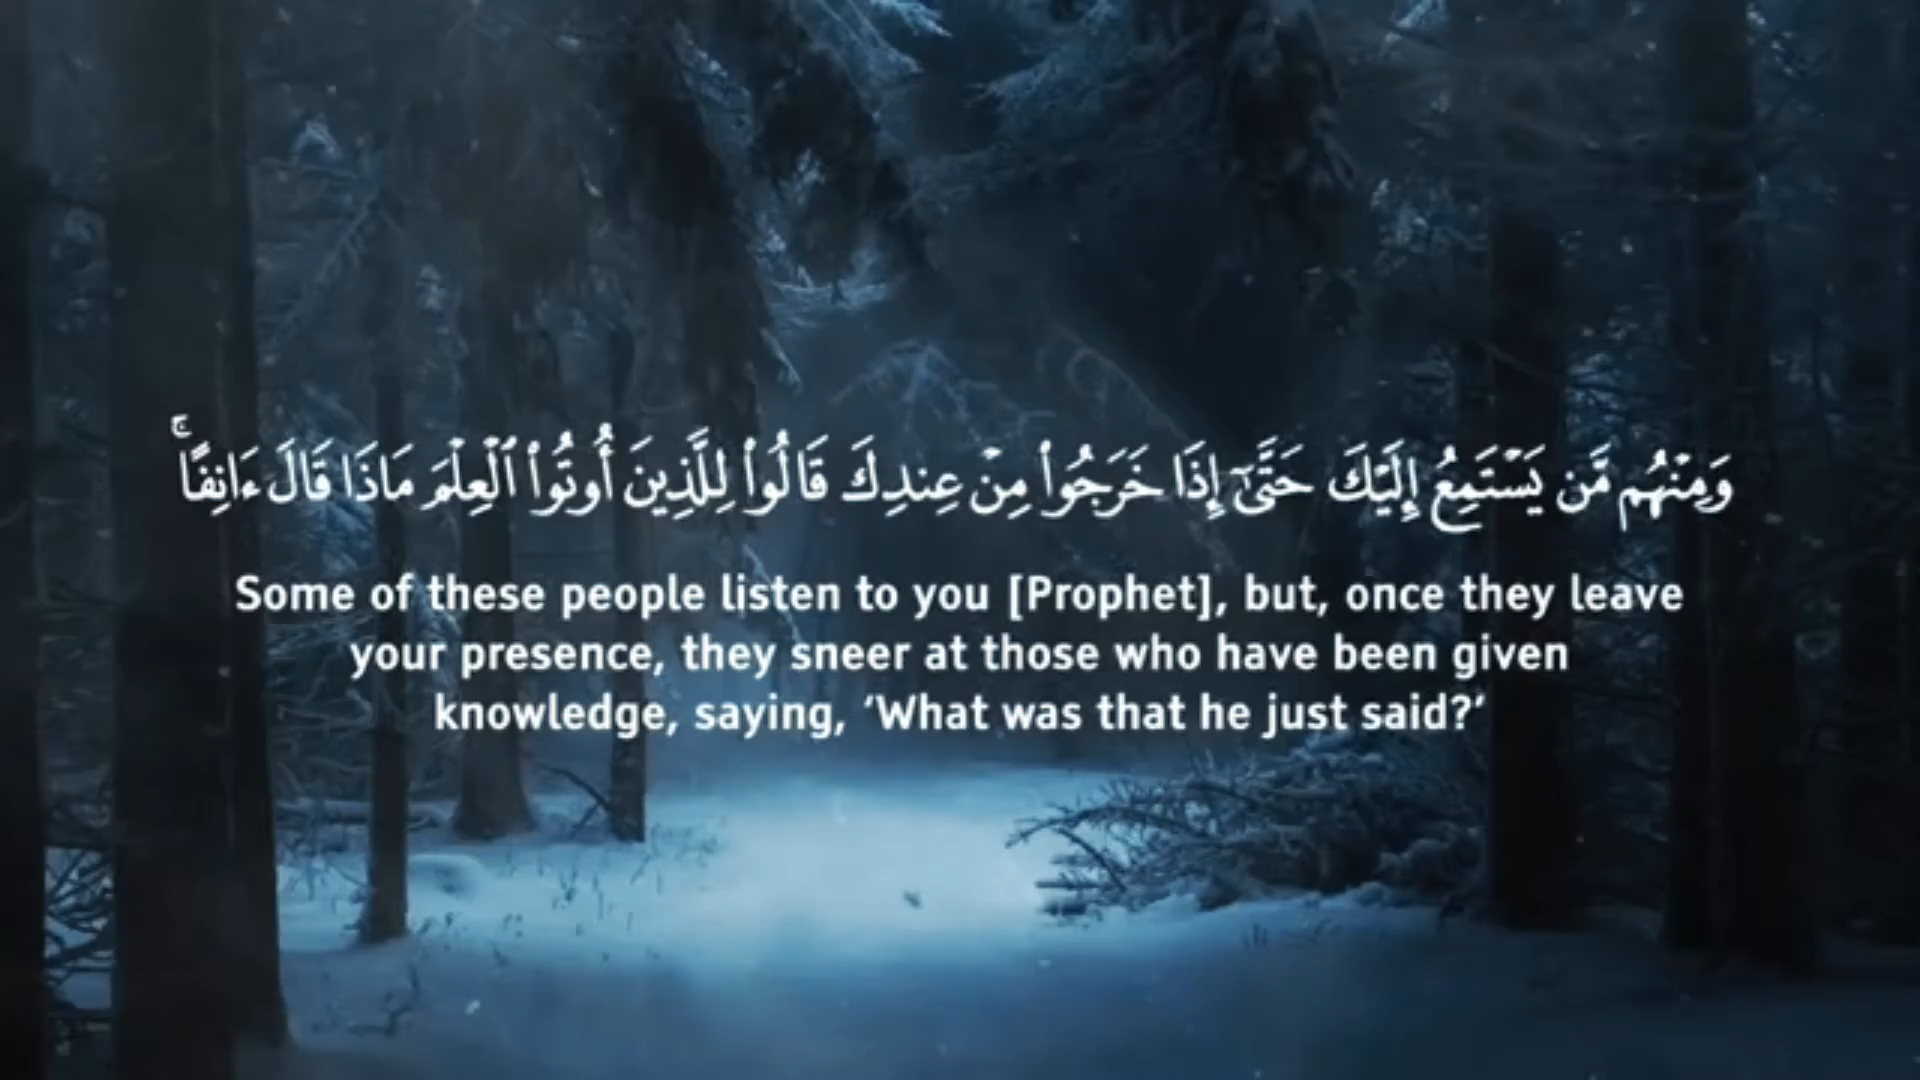 وَمِنْهُم مَّن يَسْتَمِعُ إِلَيْكَ حَتَّىٰٓ إِذَا خَرَجُوا۟ مِنْ عِندِكَ قَالُوا۟ لِلَّذِينَ أُوتُوا۟ ٱلْعِلْمَ مَاذَا قَالَ ءَانِفًا ۚ
Some of these people listen to you [Prophet], but, once they leave
your presence, they sneer at those who have been given
knowledge, saying, ‘What was that he just said?’